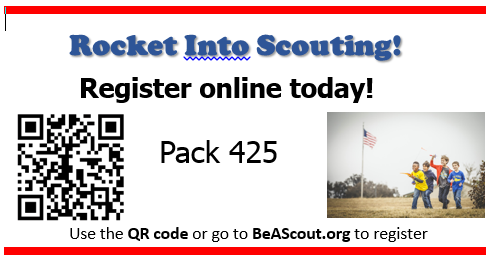 Rocket Into Scouting!
Register online today!
Pack 425
Use the QR code or go to BeAScout.org to register